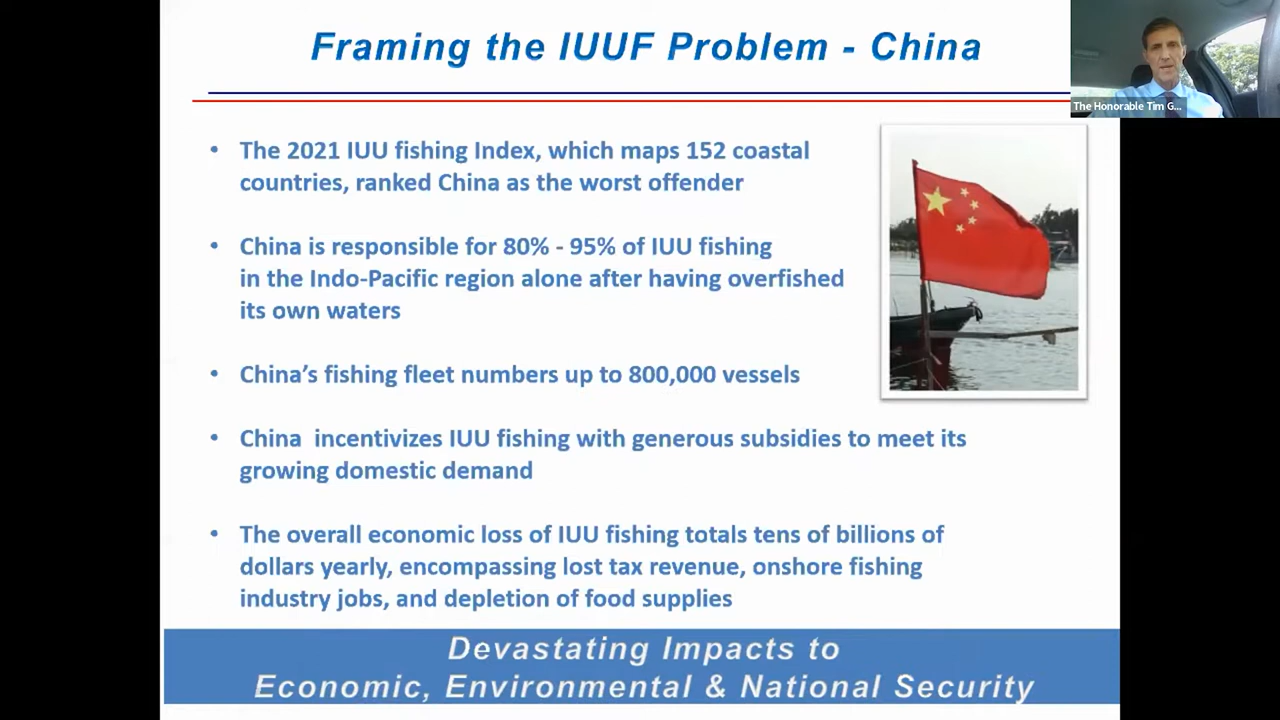 Framing the IUUF Problem - China
The Honorable Tim G...
• The 2021 IUU fishing Index, which maps 152 coastal
countries, ranked China as the worst offender
• China is responsible for 80% - 95% of IUU fishing
in the Indo-Pacific region alone after having overfished
its own waters
• China’s fishing fleet numbers up to 800,000 vessels
• China  incentivizes IUU fishing with generous subsidies to meet its
growing domestic demand
• The overall economic loss of IUU fishing totals tens of billions of
dollars yearly, encompassing lost tax revenue, onshore fishing
industry jobs, and depletion of food supplies
Devastating Impacts to
Economic, Environmental & National Security